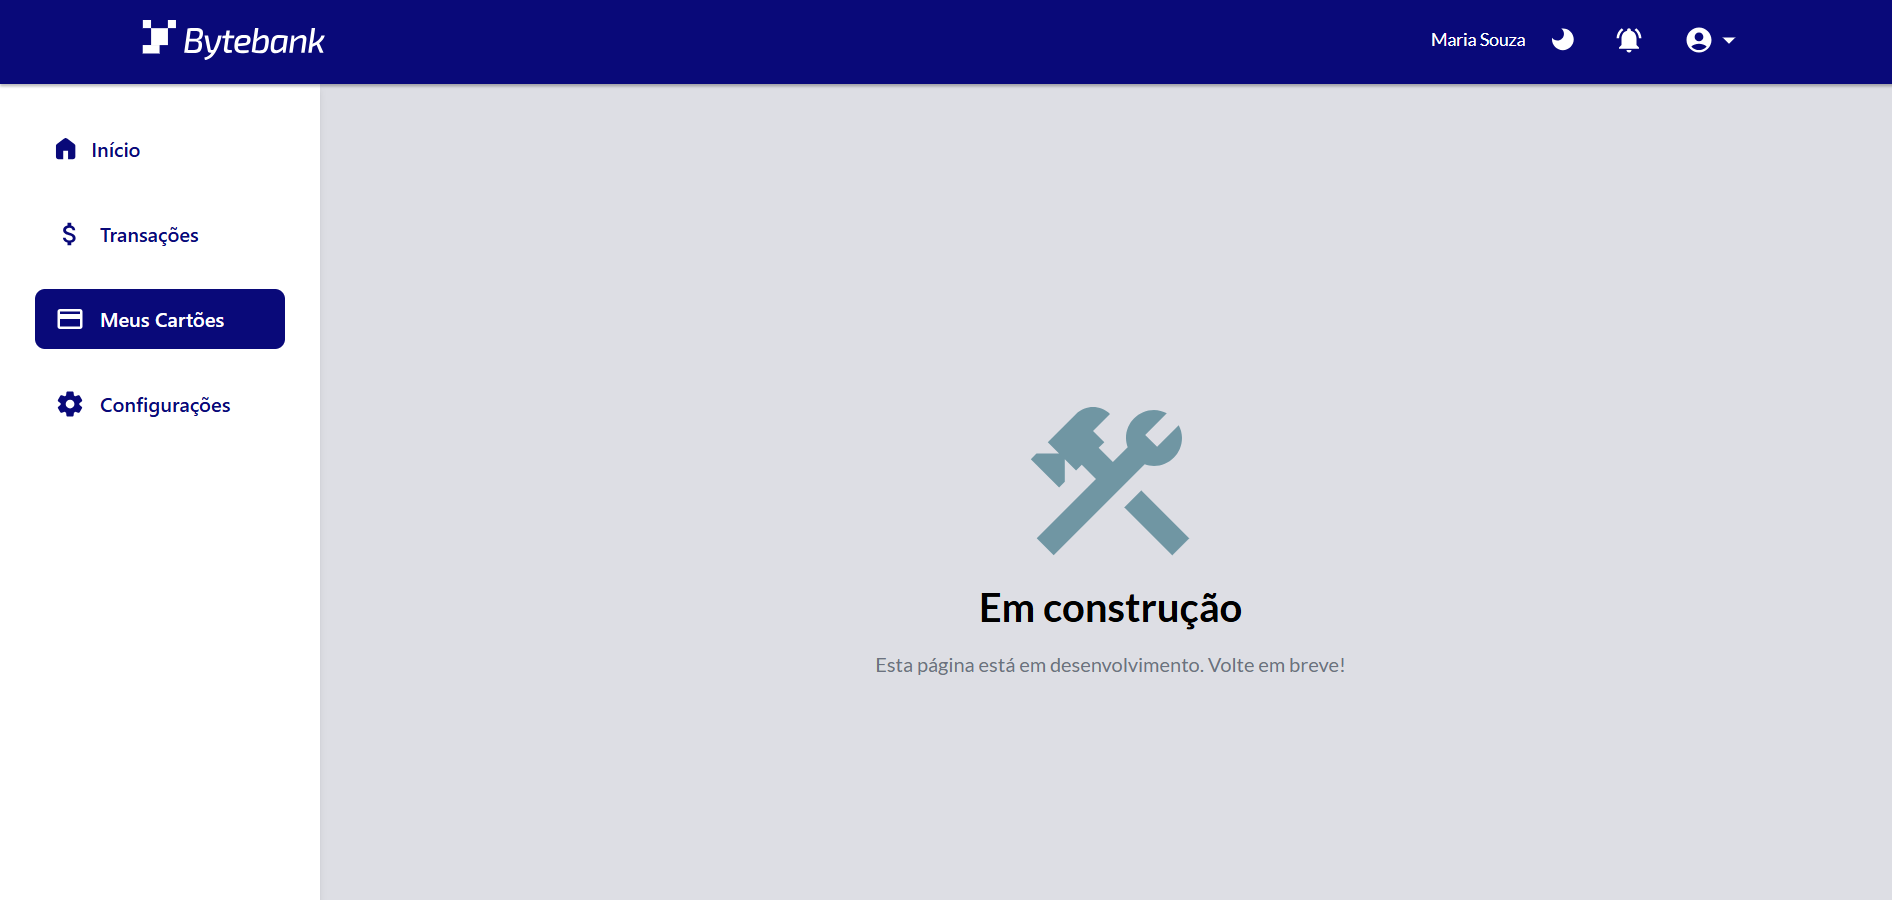 Bytebank
Maria Souza
Início
Transações
Meus Cartões
Configurações
Em construção
Esta página está em desenvolvimento. Volte em breve!